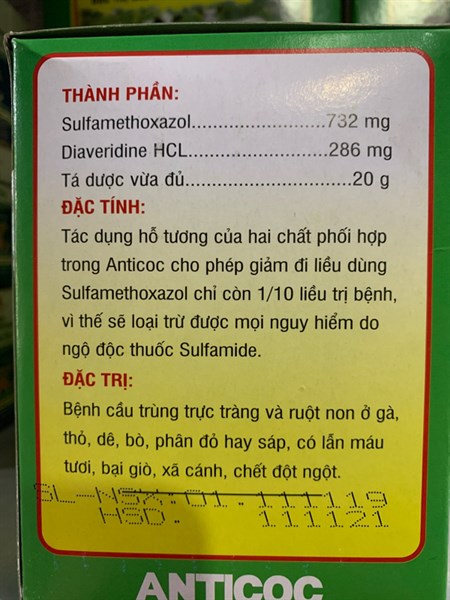 THÀNH PHẦN:
Sulfamethoxazol.......................732 mg
Diaveridine HCL........................286 mg
Tá dược vừa đủ............................20 g
ĐẶC TÍNH:
Tác dụng hỗ tương của hai chất phối hợp
trong Anticoc cho phép giảm đi liều dùng
Sulfamethoxazol chỉ còn 1/10 liều trị bệnh,
vì thế sẽ loại trừ được mọi nguy hiểm do
ngộ độc thuốc Sulfamide.
ĐẶC TRỊ:
Bệnh cầu trùng trực tràng và ruột non ở gà,
thỏ, dê, bò, phân đỏ hay sáp, có lẫn máu
tươi, bại giò, xã cánh, chết đột ngột.
SL-NSX.01.111119
HSD. 111121
ANTICOC